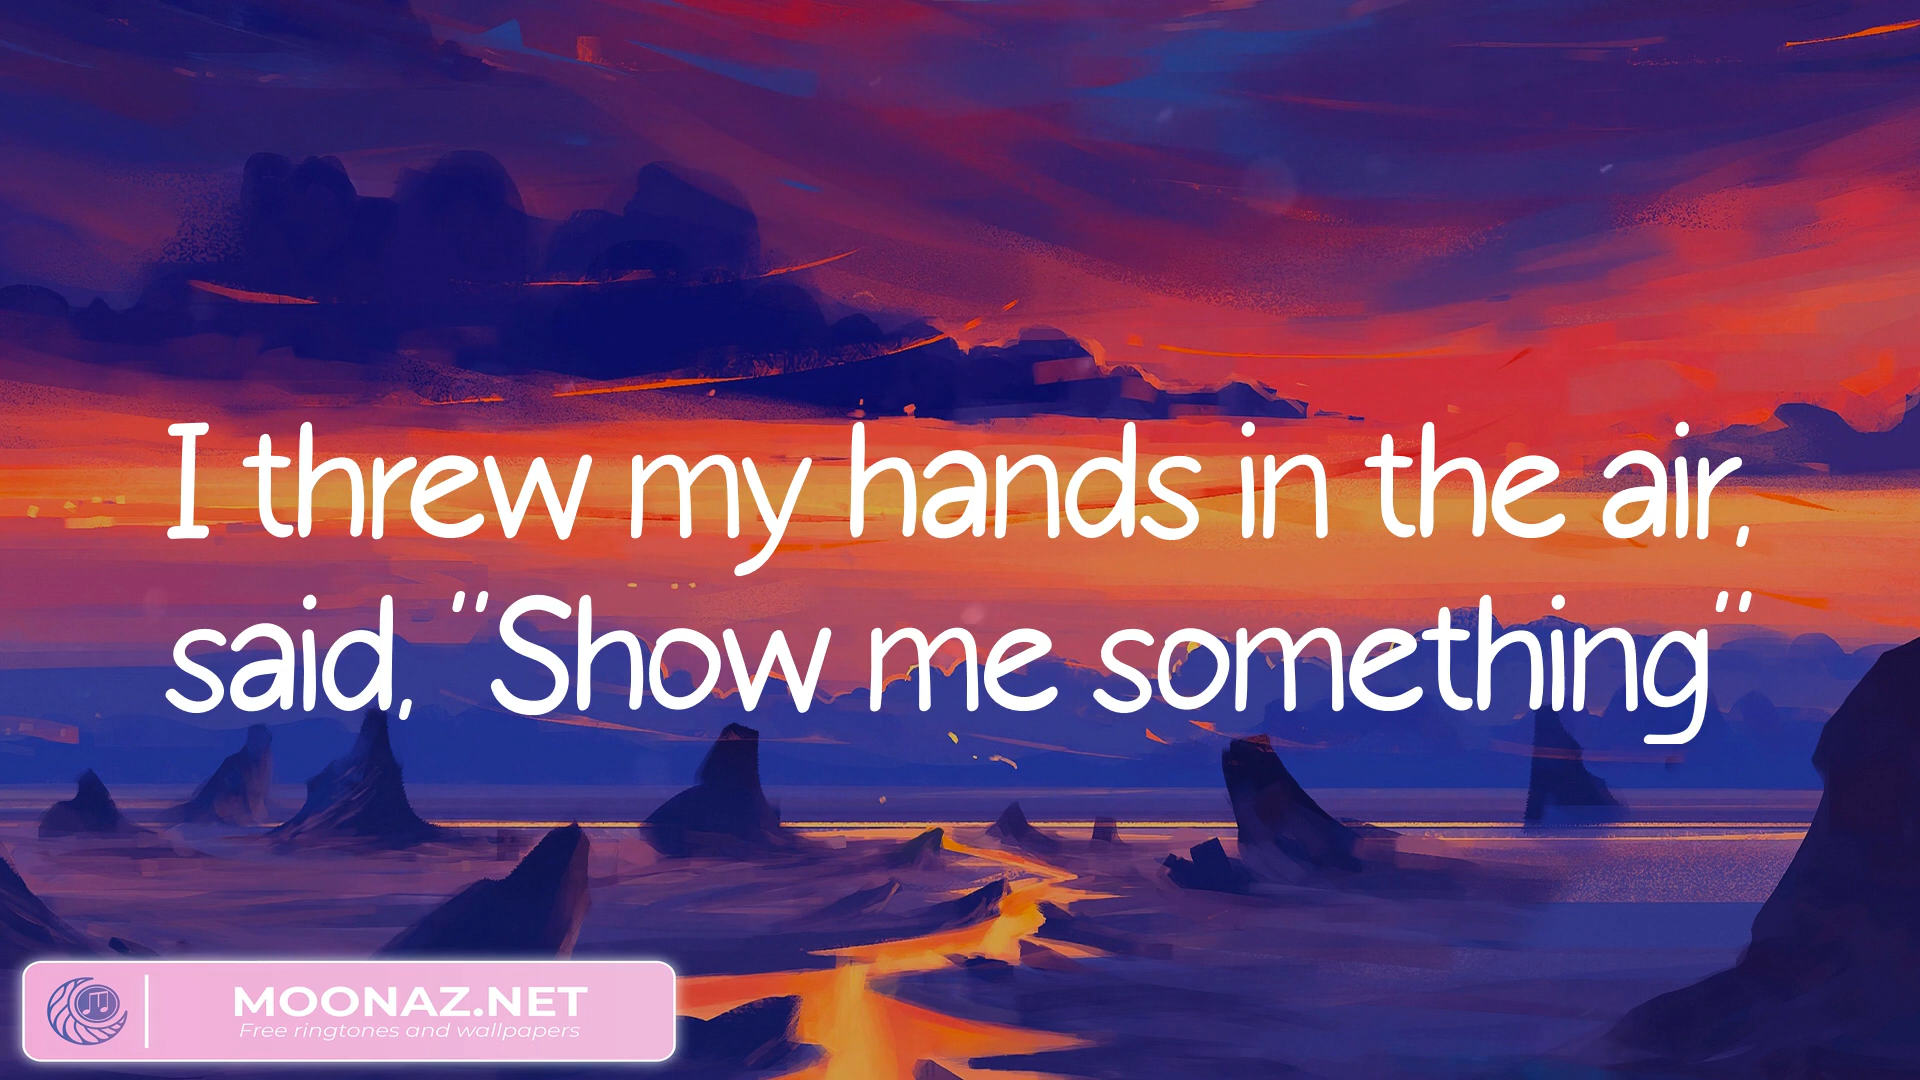 I threw my hands in the air,
said, "Show me something"
MOONAZ.NET
Free ringtones and wallpapers